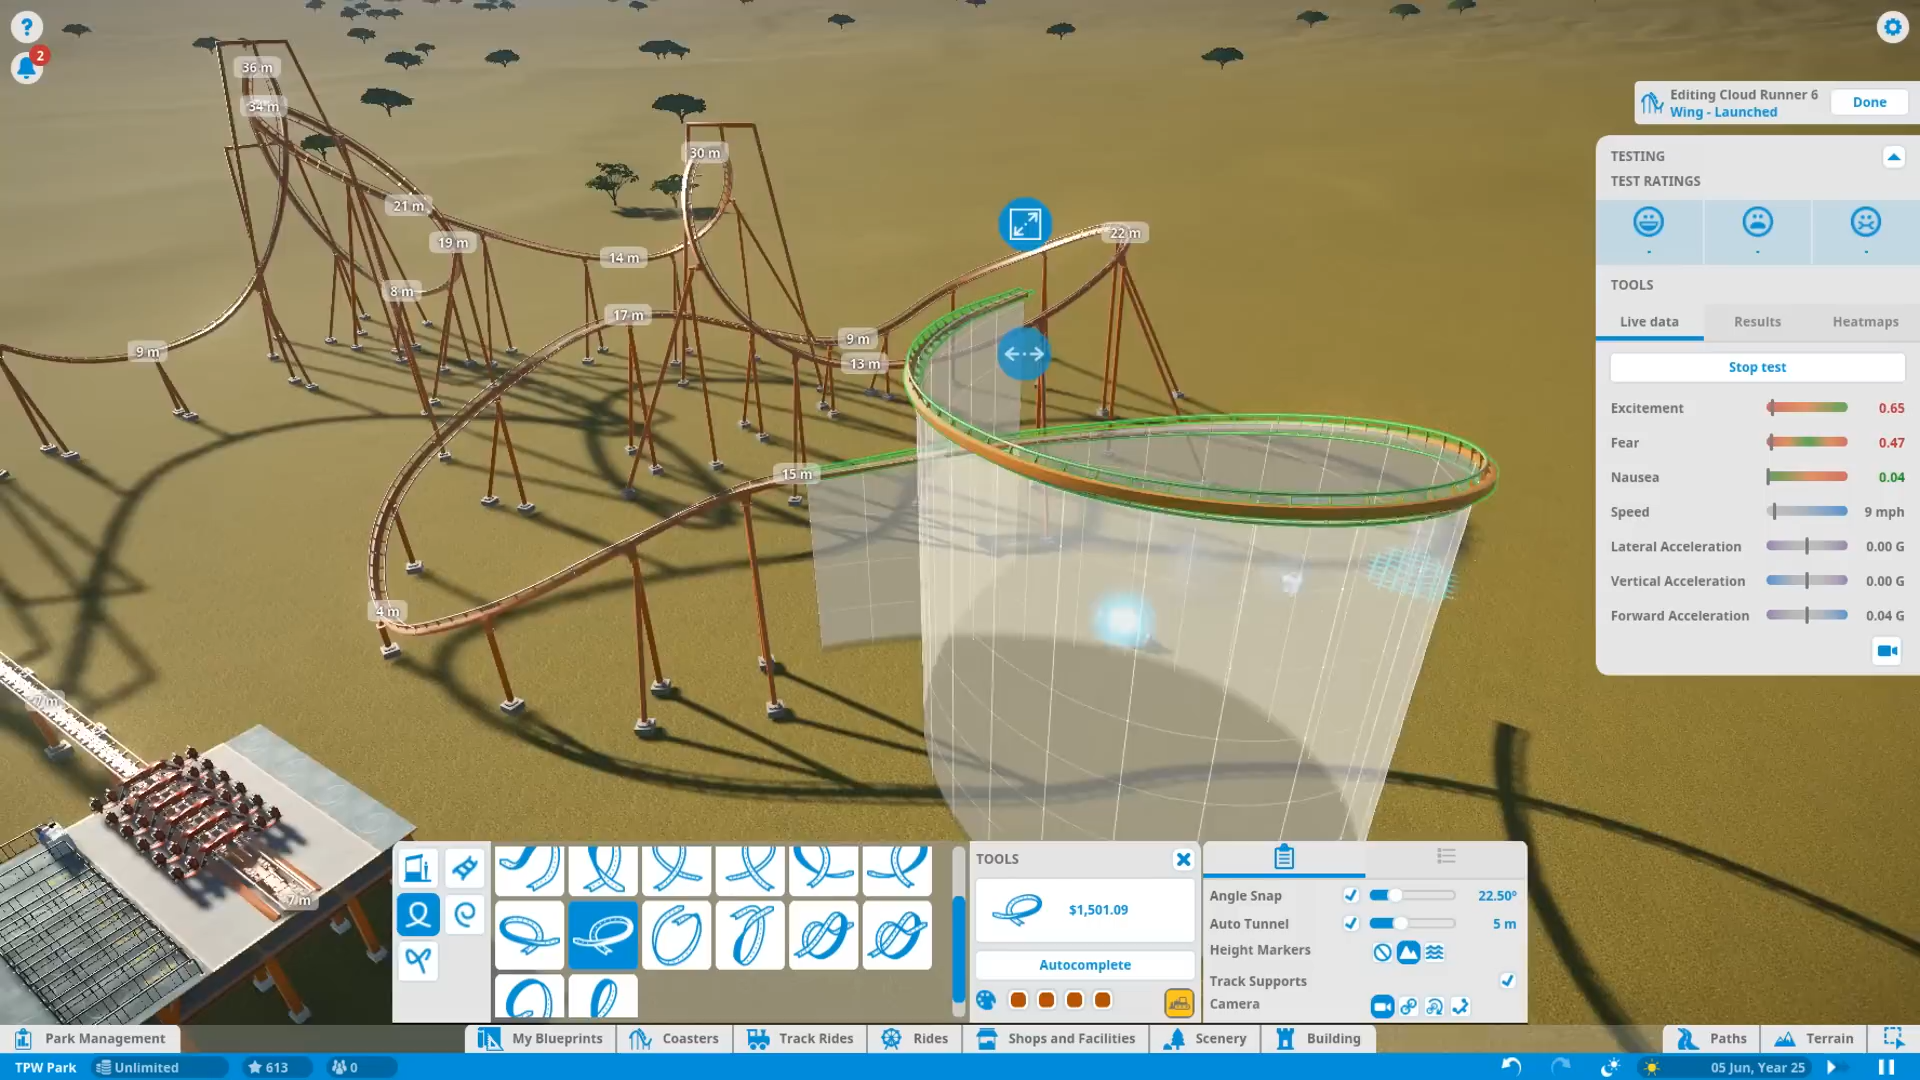 ?
2
36 m
34 m
30 m
21 m
19 m
22 m
14 m
8 m
17 m
9 m
9 m
13 m
15 m
4 m
7 m
Editing Cloud Runner 6
Wing - Launched
Done
TESTING
TEST RATINGS
- - -
TOOLS
Live data Results Heatmaps
Stop test
Excitement 0.65
Fear 0.47
Nausea 0.04
Speed 9 mph
Lateral Acceleration 0.00 G
Vertical Acceleration 0.00 G
Forward Acceleration 0.04 G
TOOLS
$1,501.09
Autocomplete
Angle Snap 22.50°
Auto Tunnel 5 m
Height Markers
Track Supports
Camera
Park Management My Blueprints Coasters Track Rides Rides Shops and Facilities Scenery Building Paths Terrain
TPW Park Unlimited 613 0 05 Jun, Year 25